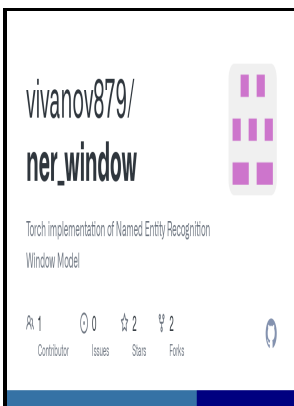 vivanov879/
ner_window
Torch implementation of Named Entity Recognition
Window Model
1 0 2 2
Contributor Issues Stars Forks